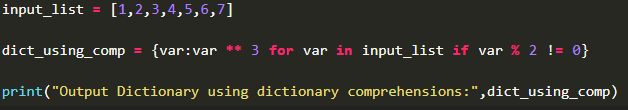 input_list = [1,2,3,4,5,6,7]
dict_using_comp = {var:var ** 3 for var in input_list if var % 2 != 0}
print("Output Dictionary using dictionary comprehensions:",dict_using_comp)